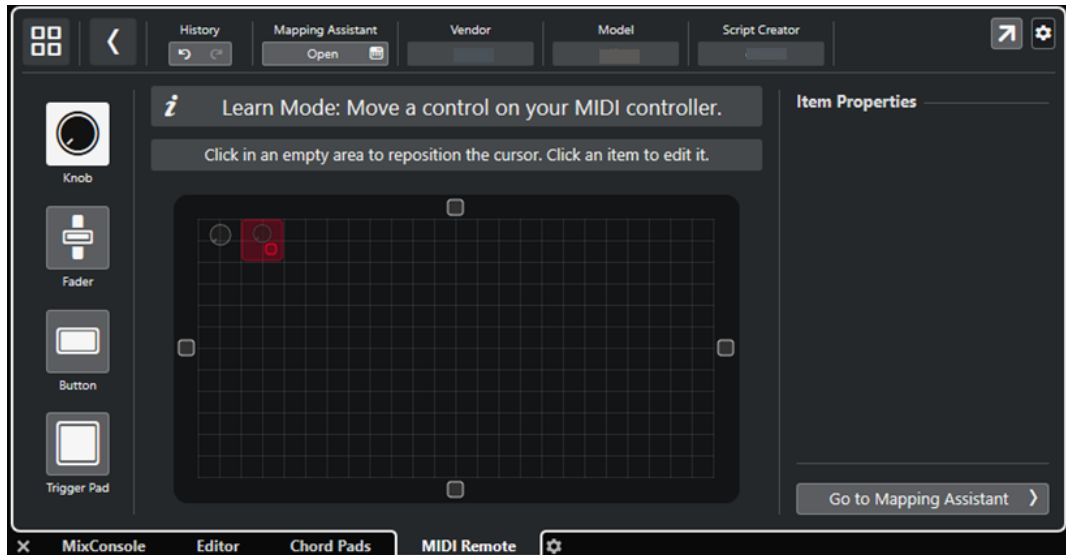 History
Mapping Assistant
Vendor
Model
Script Creator
Open
i Learn Mode: Move a control on your MIDI controller.
Click in an empty area to reposition the cursor. Click an item to edit it.
Item Properties
Knob
Fader
Button
Trigger Pad
Go to Mapping Assistant
MixConsole Editor Chord Pads MIDI Remote